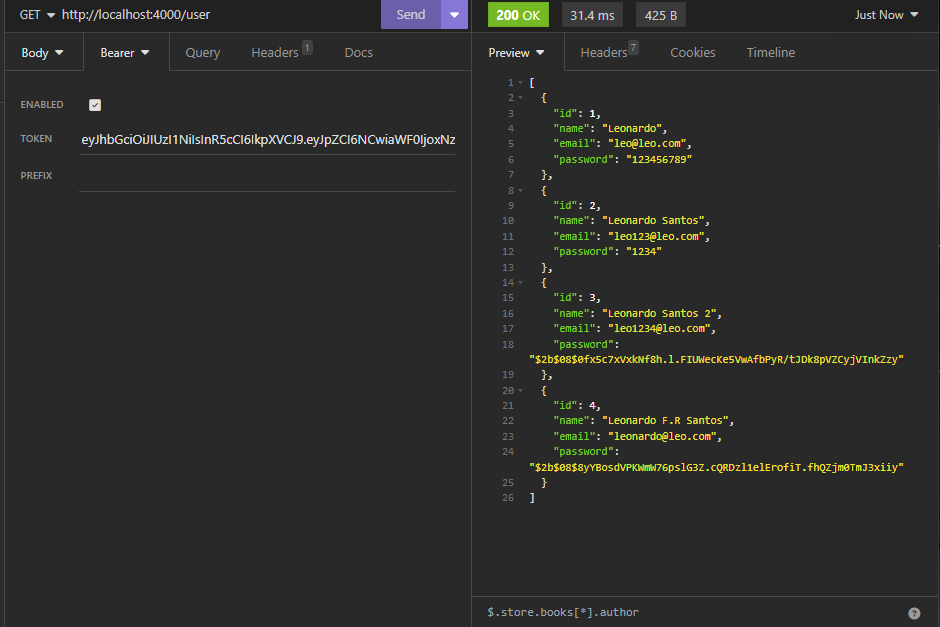 GET http://localhost:4000/user Send 200 OK 31.4 ms 425 B Just Now
Body Bearer Query Headers 1 Docs Preview Headers 7 Cookies Timeline
ENABLED
TOKEN eyJhbGciOiJIUzI1NiIsInR5cCI6IkpXVCJ9.eyJpZCI6NCwiaWF0IjoxNz
PREFIX
1 [
2 {
3 "id": 1,
4 "name": "Leonardo",
5 "email": "leo@leo.com",
6 "password": "123456789"
7 },
8 {
9 "id": 2,
10 "name": "Leonardo Santos",
11 "email": "leo123@leo.com",
12 "password": "1234"
13 },
14 {
15 "id": 3,
16 "name": "Leonardo Santos 2",
17 "email": "leo1234@leo.com",
18 "password":
"$2b$08$0fx5c7xVxkNf8h.l.FIUWecKe5VwAfbPyR/tJDk8pVZCyjVInkZzy"
19 },
20 {
21 "id": 4,
22 "name": "Leonardo F.R Santos",
23 "email": "leonardo@leo.com",
24 "password":
"$2b$08$8yYBosdVPKWmW76pslG3Z.cQRDzl1elErofiT.fhQZjm0TmJ3xiiy"
25 }
26 ]
$.store.books[*].author